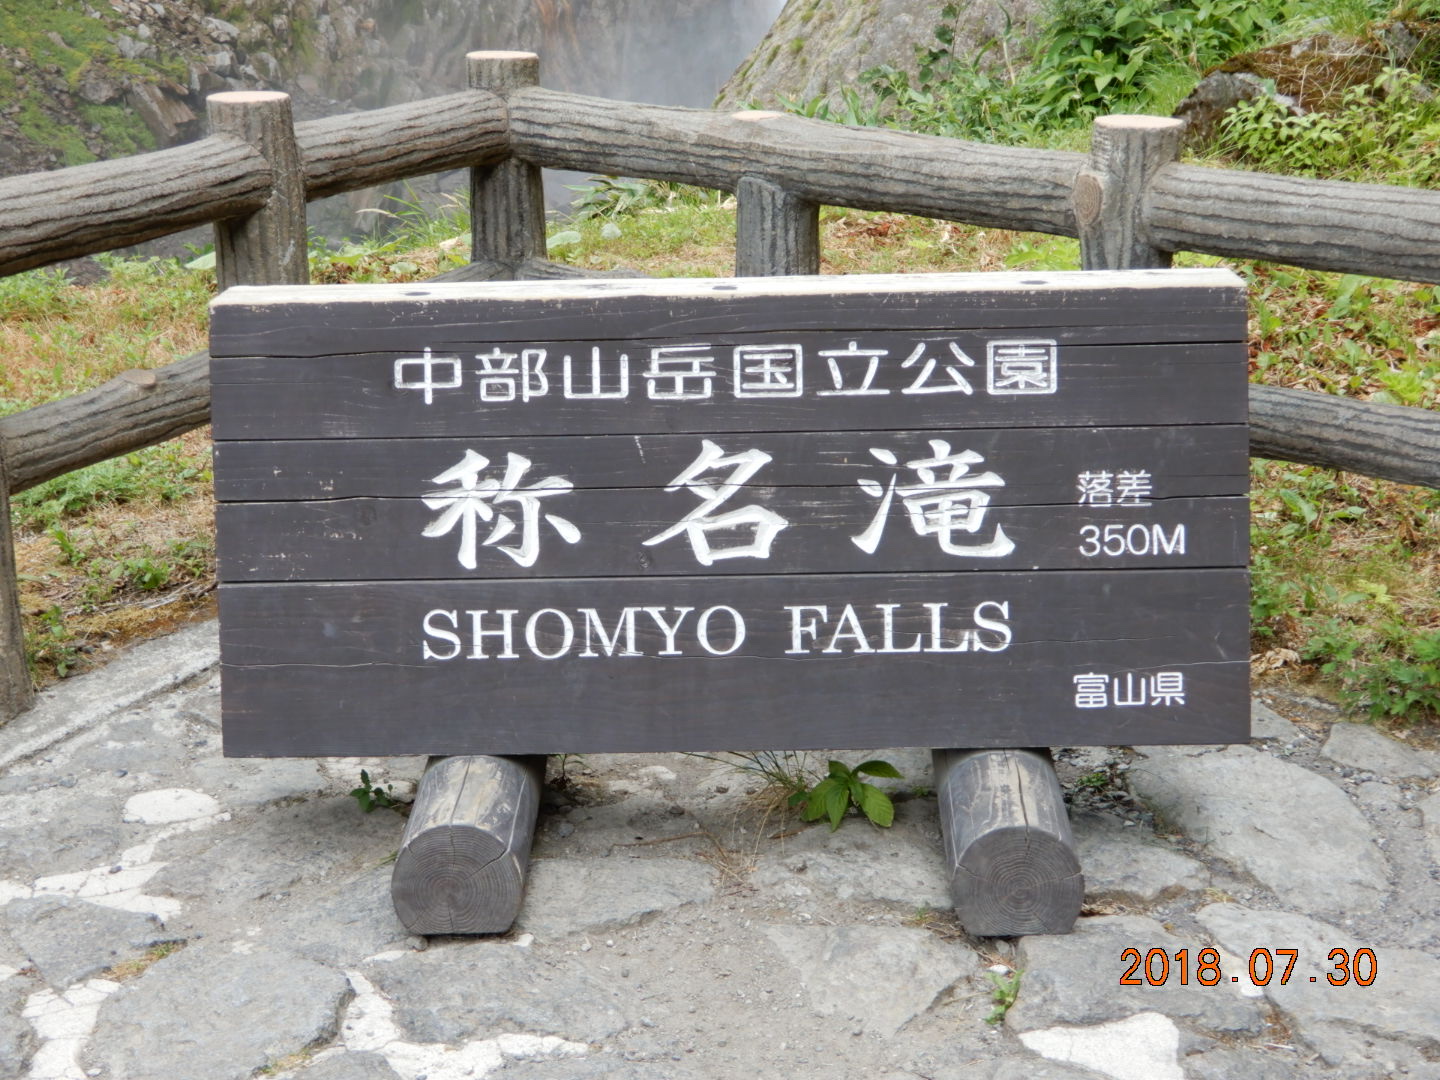 中部山岳国立公園
称名滝
落差
350M
SHOMYO FALLS
富山県
2018.07.30